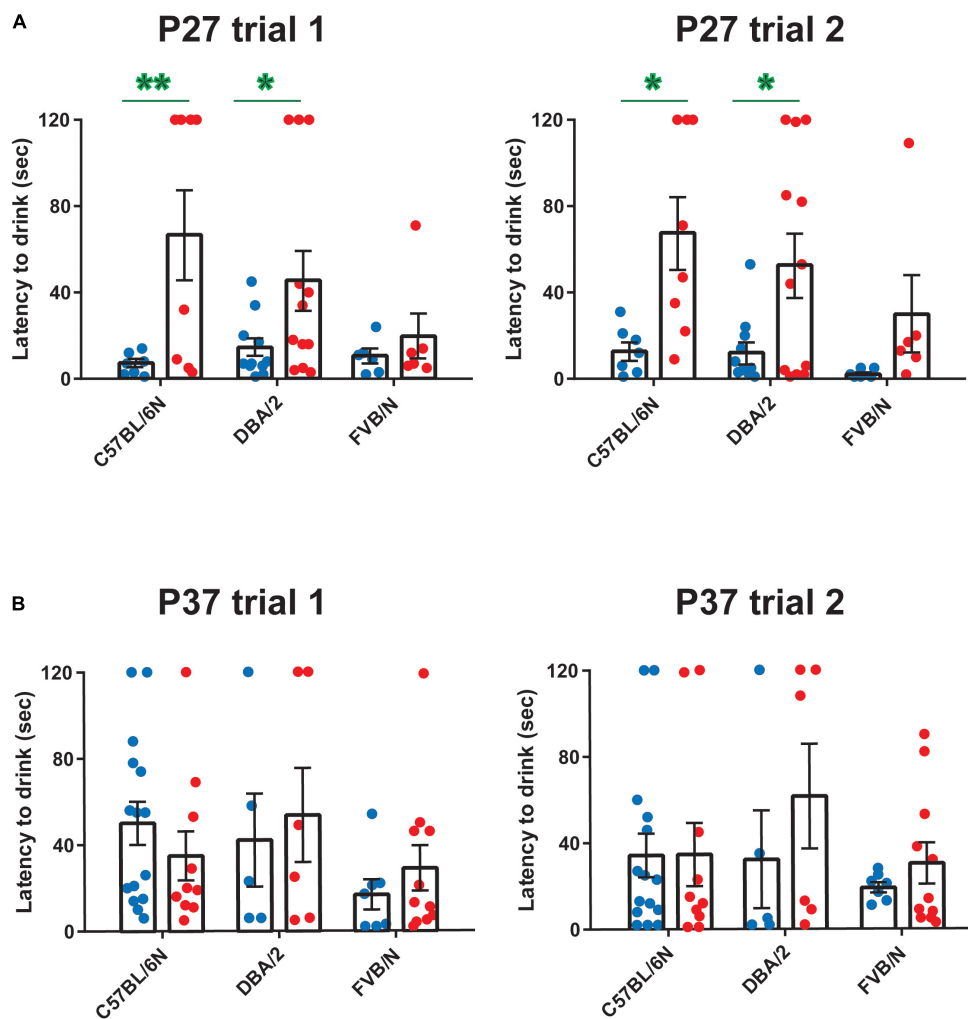 A
P27 trial 1
P27 trial 2
** *
* *
Latency to drink (sec)
120
80
40
0
C57BL/6N
DBA/2
FVB/N
Latency to drink (sec)
120
80
40
0
C57BL/6N
DBA/2
FVB/N
B
P37 trial 1
P37 trial 2
Latency to drink (sec)
120
80
40
0
C57BL/6N
DBA/2
FVB/N
Latency to drink (sec)
120
80
40
0
C57BL/6N
DBA/2
FVB/N